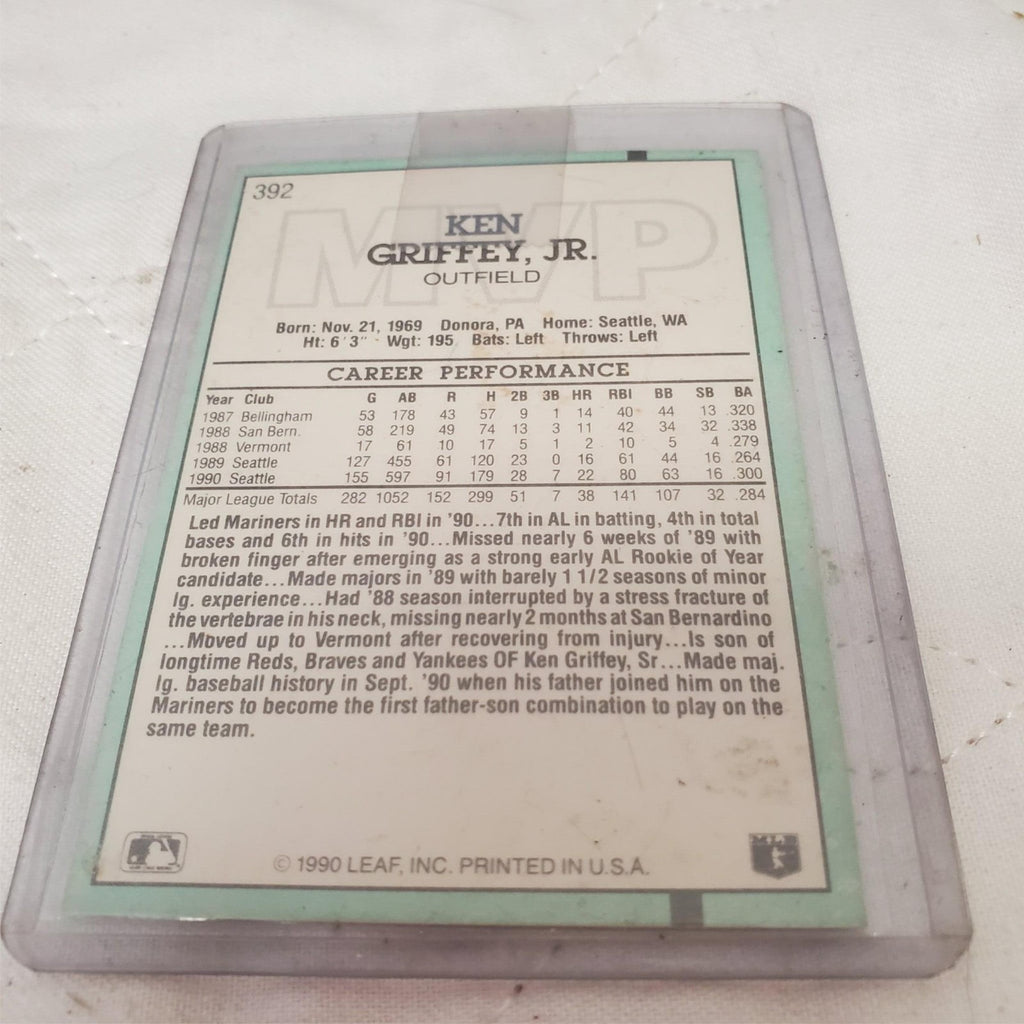 392
MVP
KEN
GRIFFEY, JR.
OUTFIELD
Born: Nov. 21, 1969 Donora, PA Home: Seattle, WA
Ht: 6'3" Wgt: 195 Bats: Left Throws: Left
CAREER PERFORMANCE
Year Club G AB R H 2B 3B HR RBI BB SB BA
1987 Bellingham 53 178 43 57 9 1 14 40 44 13 .320
1988 San Bern. 58 219 49 74 13 3 11 42 34 32 .338
1988 Vermont 17 61 10 17 5 1 2 10 5 4 .279
1989 Seattle 127 455 61 120 23 0 16 61 44 16 .264
1990 Seattle 155 597 91 179 28 7 22 80 63 16 .300
Major League Totals 282 1052 152 299 51 7 38 141 107 32 .284
Led Mariners in HR and RBI in '90...7th in AL in batting, 4th in total
bases and 6th in hits in '90...Missed nearly 6 weeks of '89 with
broken finger after emerging as a strong early AL Rookie of Year
candidate...Made majors in '89 with barely 1 1/2 seasons of minor
lg. experience...Had '88 season interrupted by a stress fracture of
the vertebrae in his neck, missing nearly 2 months at San Bernardino
...Moved up to Vermont after recovering from injury...Is son of
longtime Reds, Braves and Yankees OF Ken Griffey, Sr...Made maj.
lg. baseball history in Sept. '90 when his father joined him on the
Mariners to become the first father-son combination to play on the
same team.
© 1990 LEAF, INC. PRINTED IN U.S.A.